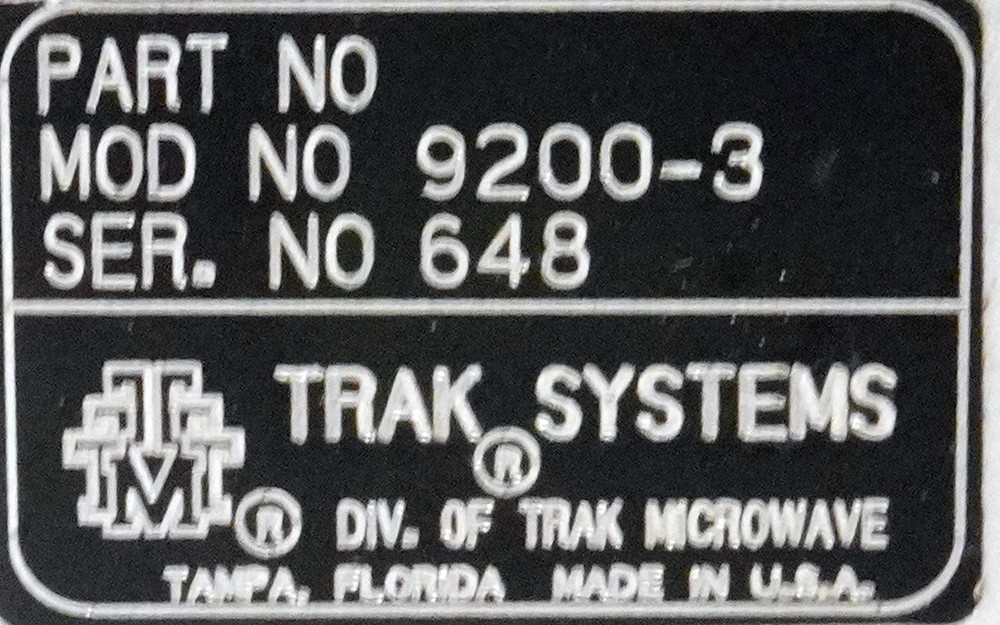 PART NO
MOD NO 9200-3
SER. NO 648
TRAK® SYSTEMS
TM ®
DIV. OF TRAK MICROWAVE
TAMPA, FLORIDA MADE IN U.S.A.